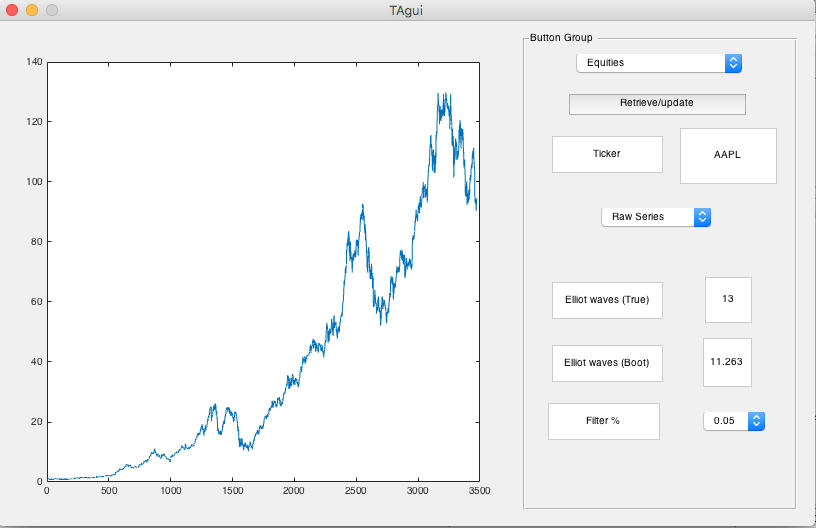 TAgui
Button Group
Equities
Retrieve/update
Ticker
AAPL
Raw Series
Elliot waves (True)
13
Elliot waves (Boot)
11.263
Filter %
0.05
140
120
100
80
60
40
20
0
0 500 1000 1500 2000 2500 3000 3500